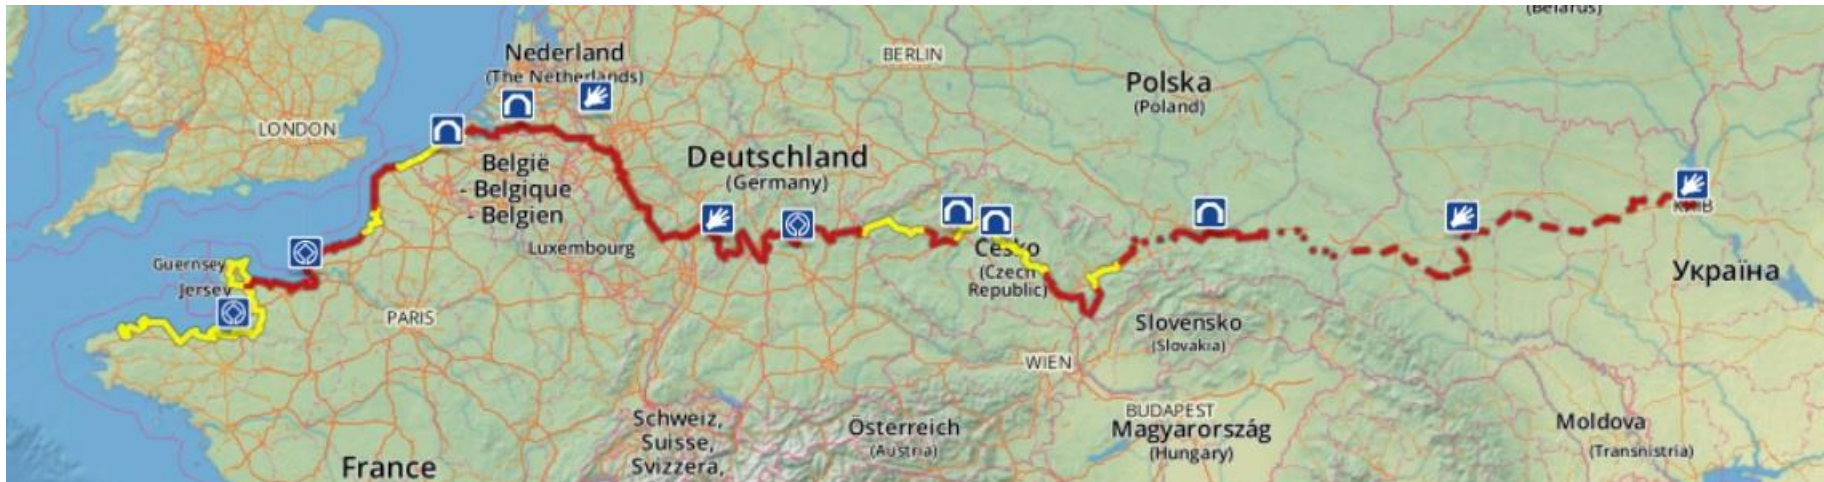 (Belarus)
Nederland
(The Netherlands)
BERLIN
Polska
(Poland)
LONDON
België
- Belgique
- Belgien
Deutschland
(Germany)
Luxembourg
Česko
(Czech
Republic)
Україна
Guernsey
Jersey
PARIS
Slovensko
(Slovakia)
WIEN
BUDAPEST
Magyarország
(Hungary)
Schweiz,
Suisse,
Svizzera,
Österreich
(Austria)
Moldova
(Transnistria)
France